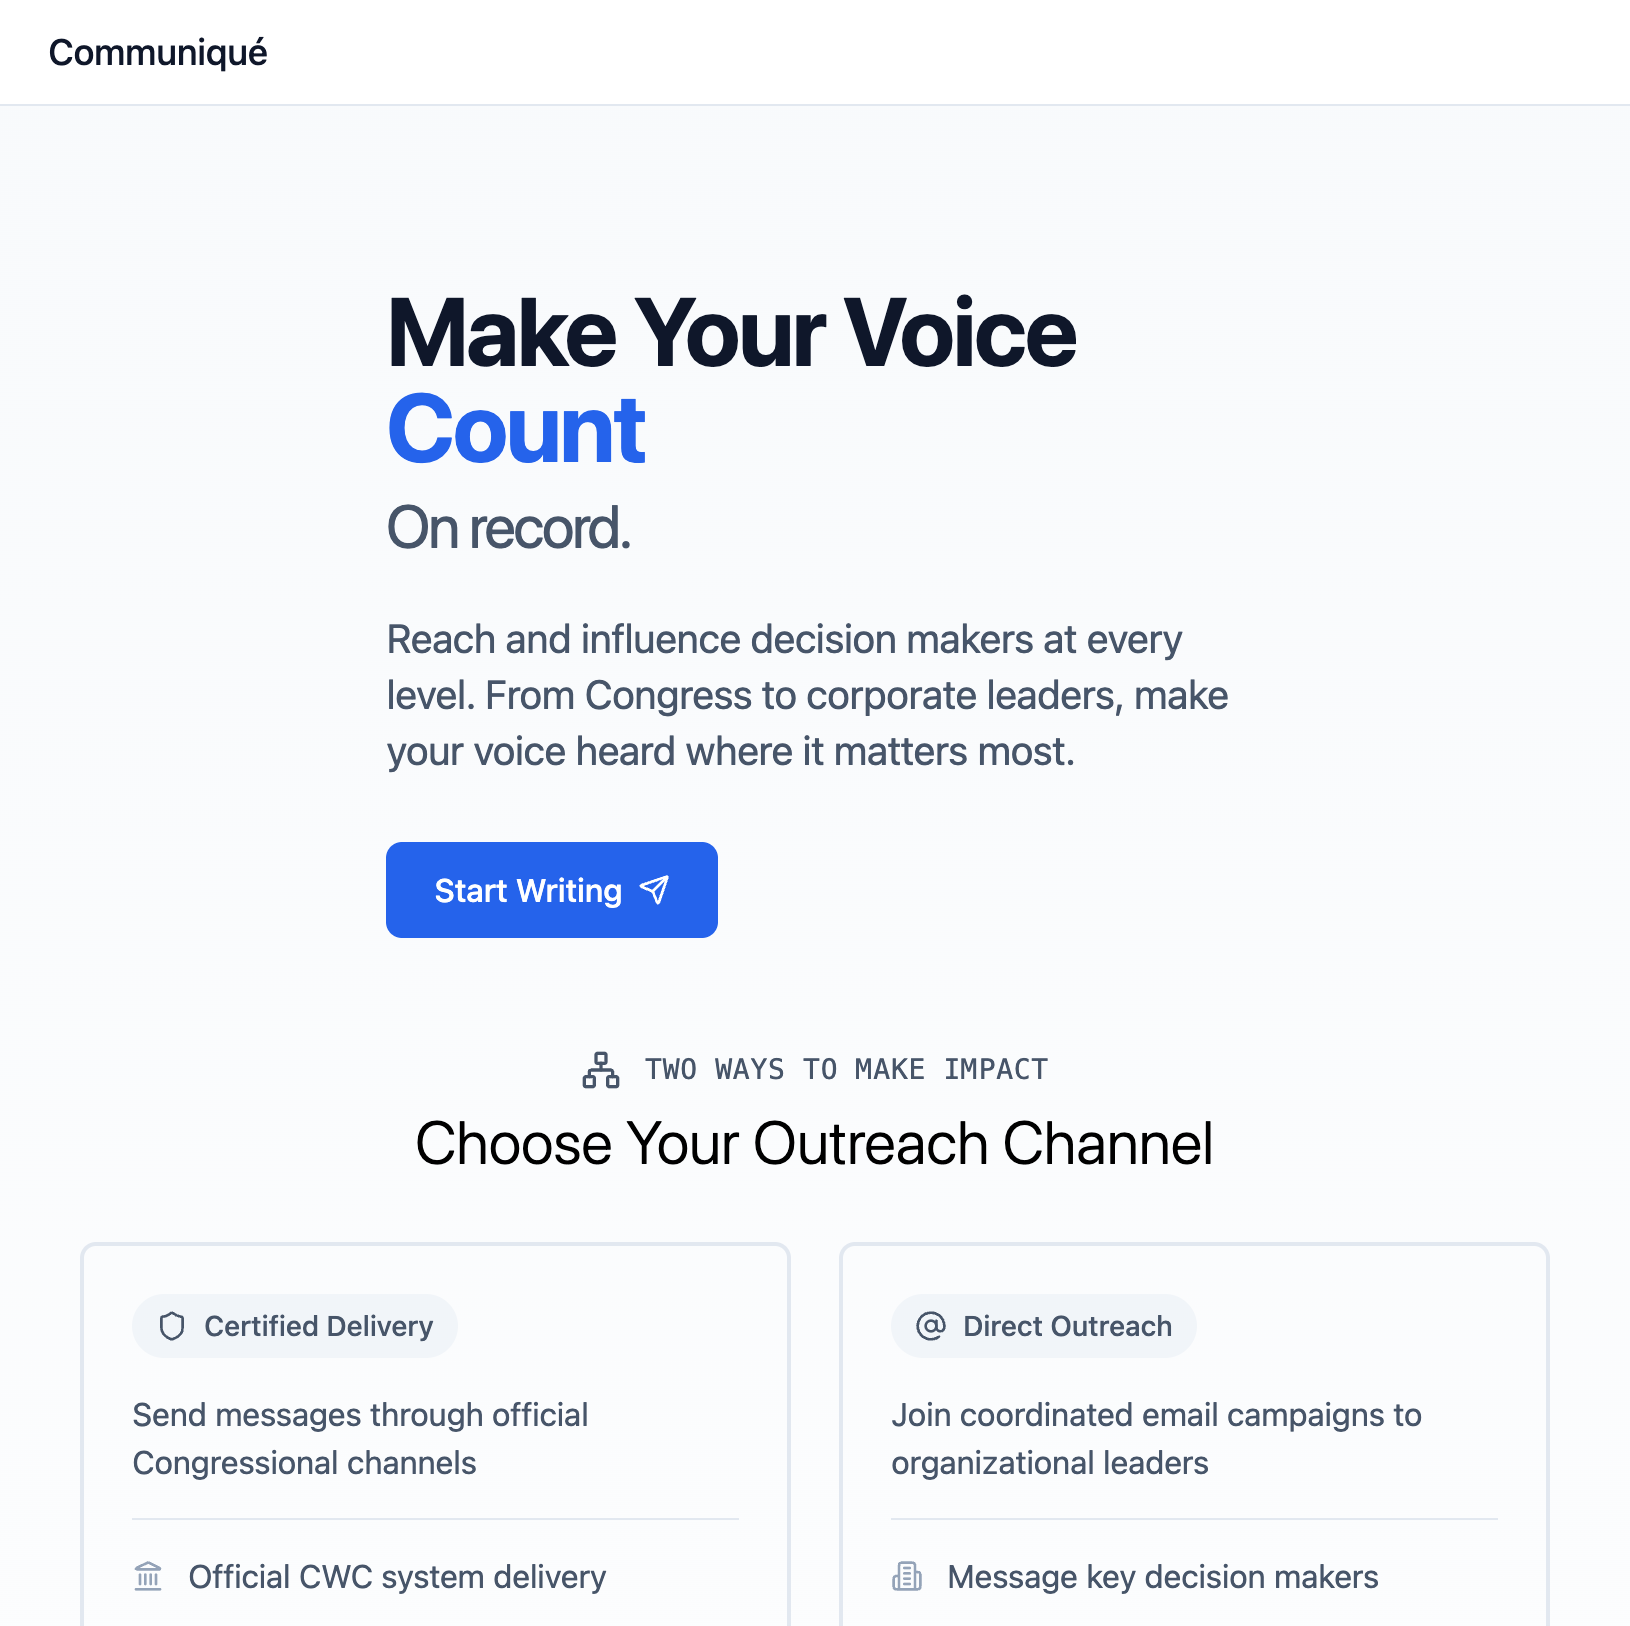 Communiqué
Make Your Voice
Count
On record.
Reach and influence decision makers at every
level. From Congress to corporate leaders, make
your voice heard where it matters most.
Start Writing
TWO WAYS TO MAKE IMPACT
Choose Your Outreach Channel
Certified Delivery
Send messages through official
Congressional channels
Official CWC system delivery
Direct Outreach
Join coordinated email campaigns to
organizational leaders
Message key decision makers